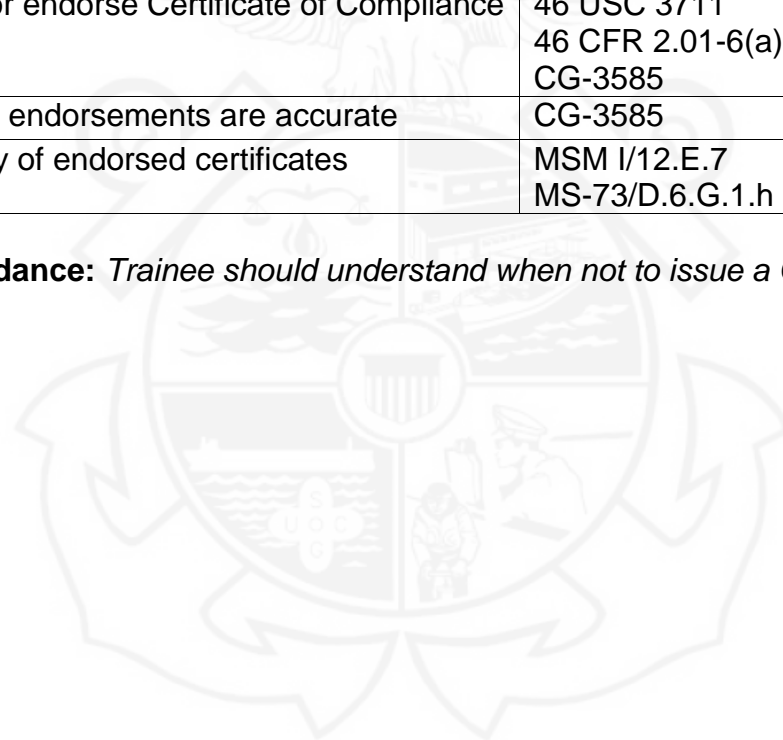 or endorse Certificate of Compliance 46 USC 3711
46 CFR 2.01-6(a)
CG-3585
endorsements are accurate CG-3585
of endorsed certificates MSM I/12.E.7
MS-73/D.6.G.1.h
Trainee should understand when not to issue a